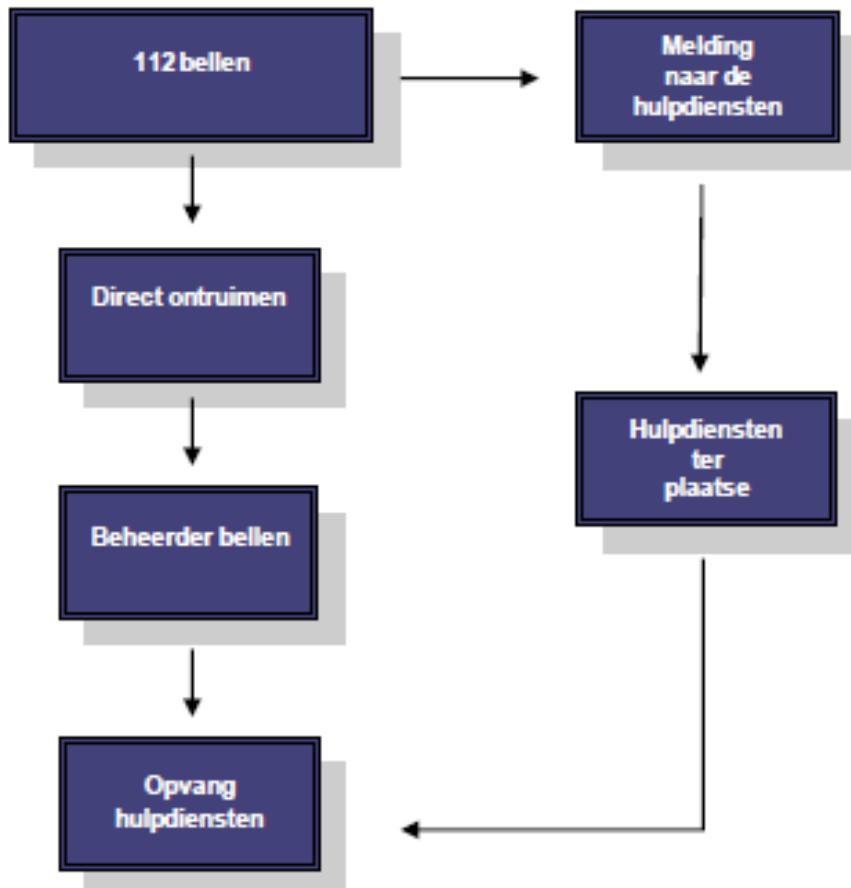 112 bellen
Melding
naar de
hulpdiensten
Direct ontruimen
Hulpdiensten
ter
plaatse
Beheerder bellen
Opvang
hulpdiensten